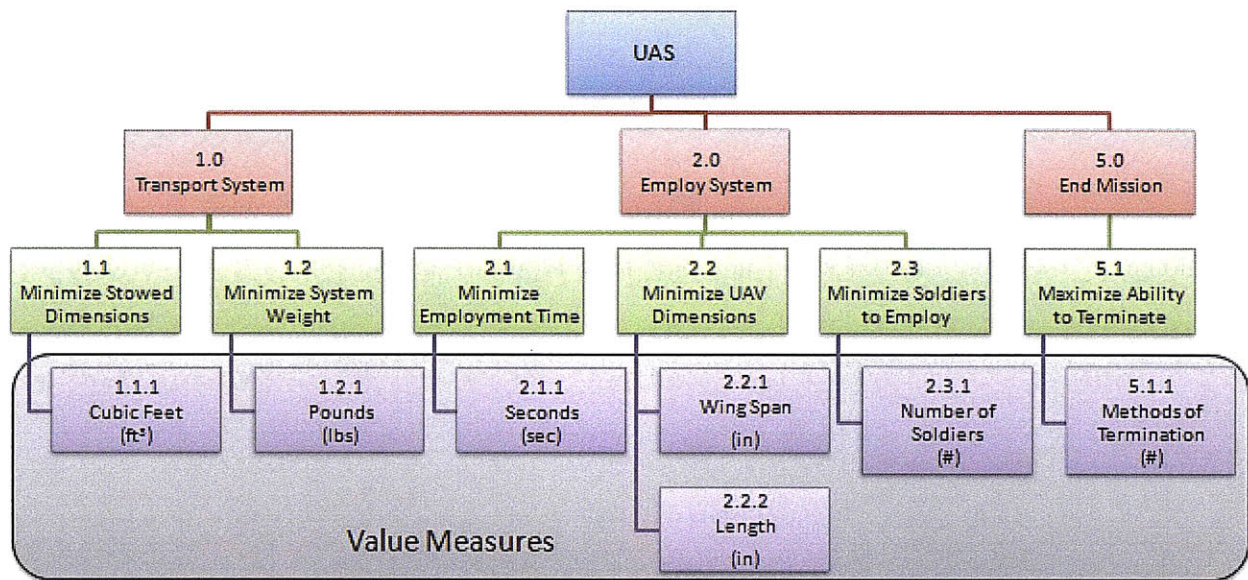 UAS
1.0
Transport System
2.0
Employ System
5.0
End Mission
1.1
Minimize Stowed
Dimensions
1.2
Minimize System
Weight
2.1
Minimize
Employment Time
2.2
Minimize UAV
Dimensions
2.3
Minimize Soldiers
to Employ
5.1
Maximize Ability
to Terminate
1.1.1
Cubic Feet
(ft³)
1.2.1
Pounds
(lbs)
2.1.1
Seconds
(sec)
2.2.1
Wing Span
(in)
2.3.1
Number of
Soldiers
(#)
5.1.1
Methods of
Termination
(#)
2.2.2
Length
(in)
Value Measures